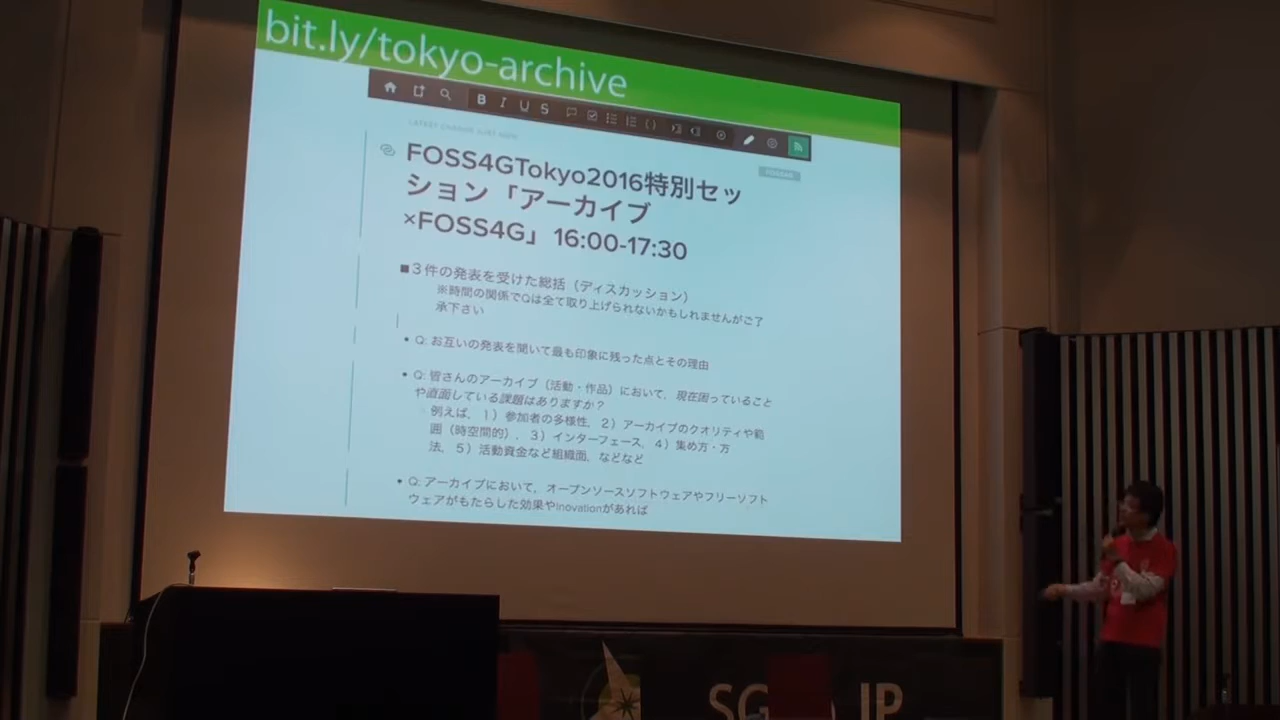 bit.ly/tokyo-archive
B I U S
LATEST CHANGE JUST NOW
FOSS4GTokyo2016特別セッ
ション「アーカイブ
×FOSS4G」16:00-17:30
■３件の発表を受けた総括（ディスカッション）
※時間の関係でQは全て取り上げられないかもしれませんがご了
承下さい
• Q: お互いの発表を聞いて最も印象に残った点とその理由
• Q: 皆さんのアーカイブ（活動・作品）において，現在困っていること
や直面している課題はありますか？
例えば，１）参加者の多様性，２）アーカイブのクオリティや範
囲（時空間的），３）インターフェース，４）集め方・方
法，５）活動資金など組織面，などなど
• Q: アーカイブにおいて，オープンソースソフトウェアやフリーソフト
ウェアがもたらした効果やInovationがあれば
SG
JP